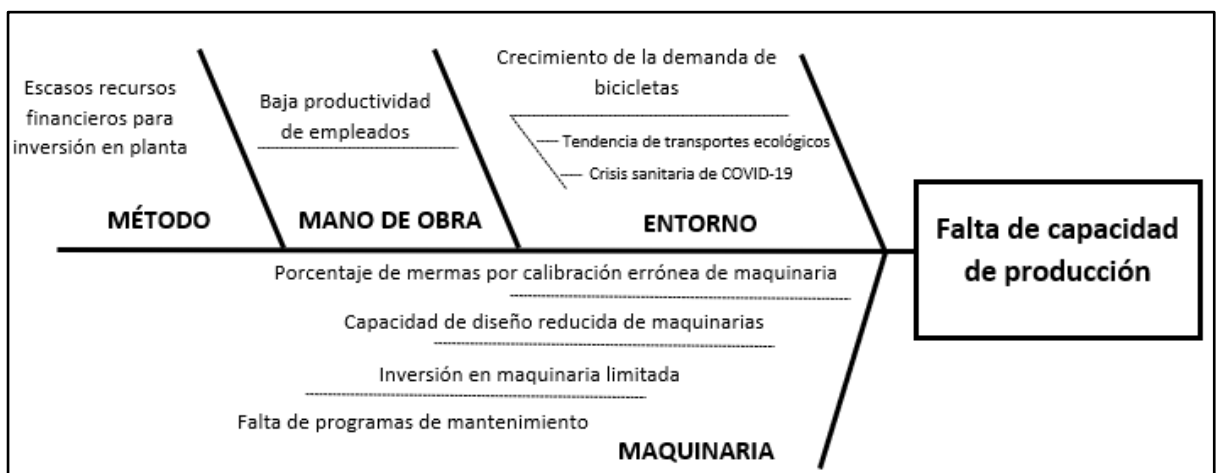 Escasos recursos
financieros para
inversión en planta
MÉTODO
Baja productividad
de empleados
MANO DE OBRA
Crecimiento de la demanda de
bicicletas
Tendencia de transportes ecológicos
Crisis sanitaria de COVID-19
ENTORNO
Falta de capacidad
de producción
Porcentaje de mermas por calibración errónea de maquinaria
Capacidad de diseño reducida de maquinarias
Inversión en maquinaria limitada
Falta de programas de mantenimiento
MAQUINARIA